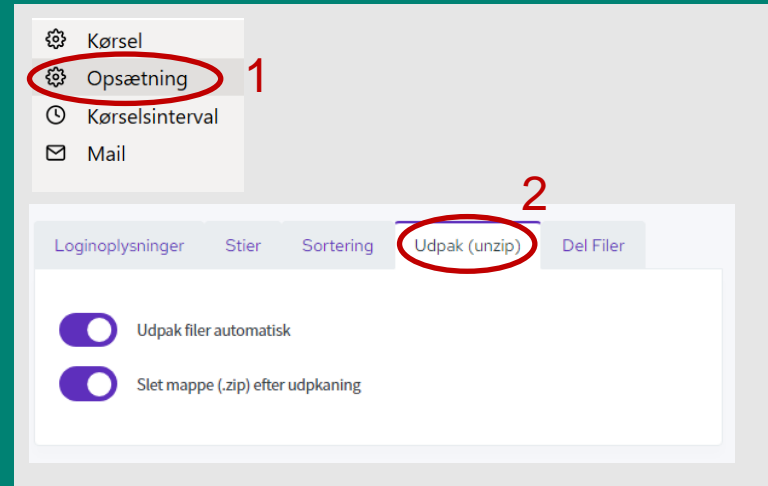 Kørsel
Opsætning 1
Kørselsinterval
Mail
2
Loginoplysninger Stier Sortering Udpak (unzip) Del Filer
Udpak filer automatisk
Slet mappe (.zip) efter udpkaning